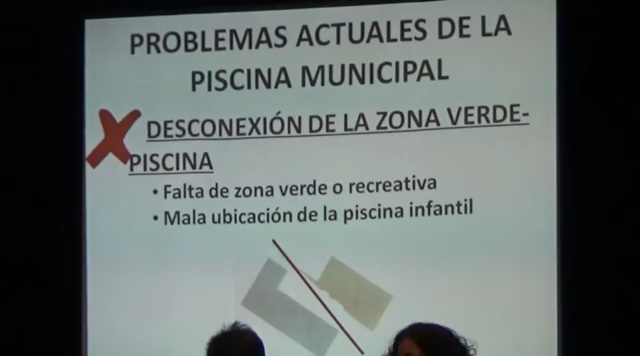 PROBLEMAS ACTUALES DE LA
PISCINA MUNICIPAL
DESCONEXIÓN DE LA ZONA VERDE-
PISCINA
• Falta de zona verde o recreativa
• Mala ubicación de la piscina infantil